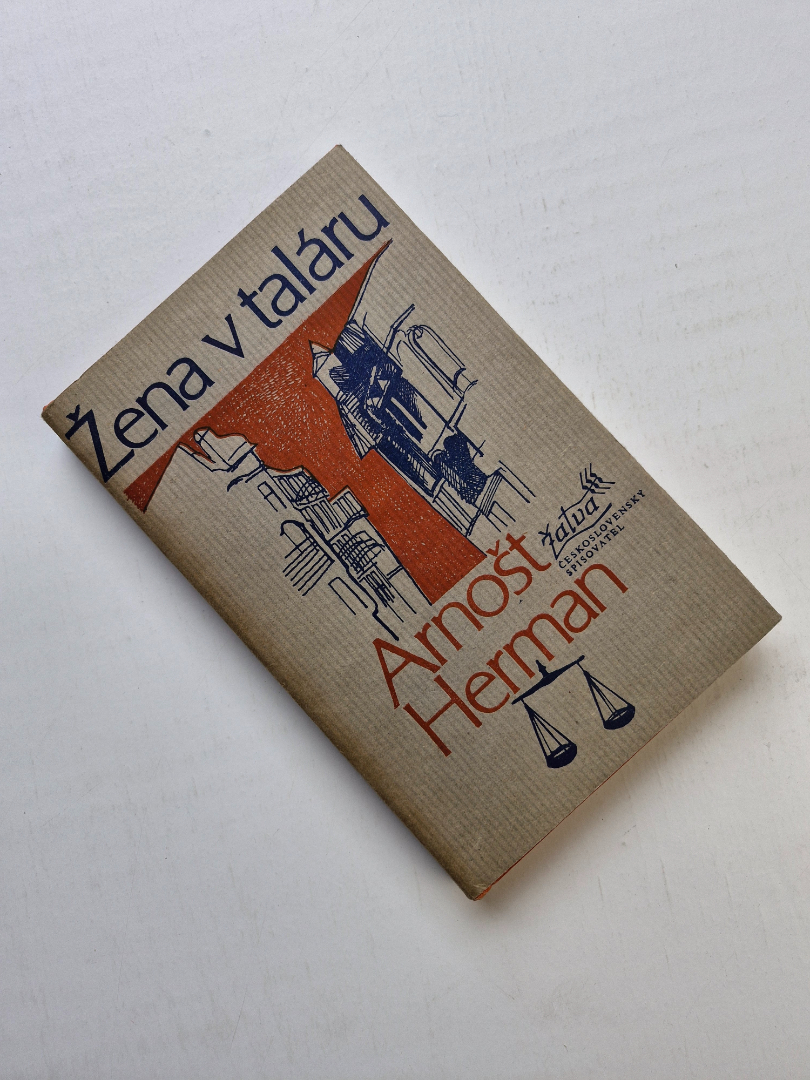 Žena v taláru
žatva
ČESKOSLOVENSKÝ
SPISOVATEL
Arnošt
Herman